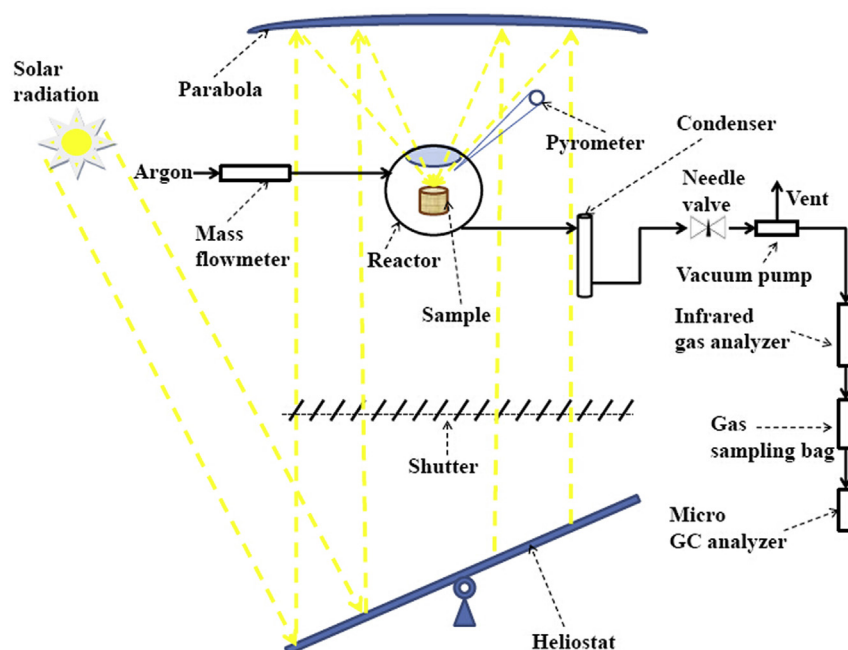 Solar
radiation
Parabola
Pyrometer
Condenser
Argon
Mass
flowmeter
Reactor
Sample
Needle
valve
Vent
Vacuum pump
Infrared
gas analyzer
Shutter
Gas
sampling bag
Micro
GC analyzer
Heliostat